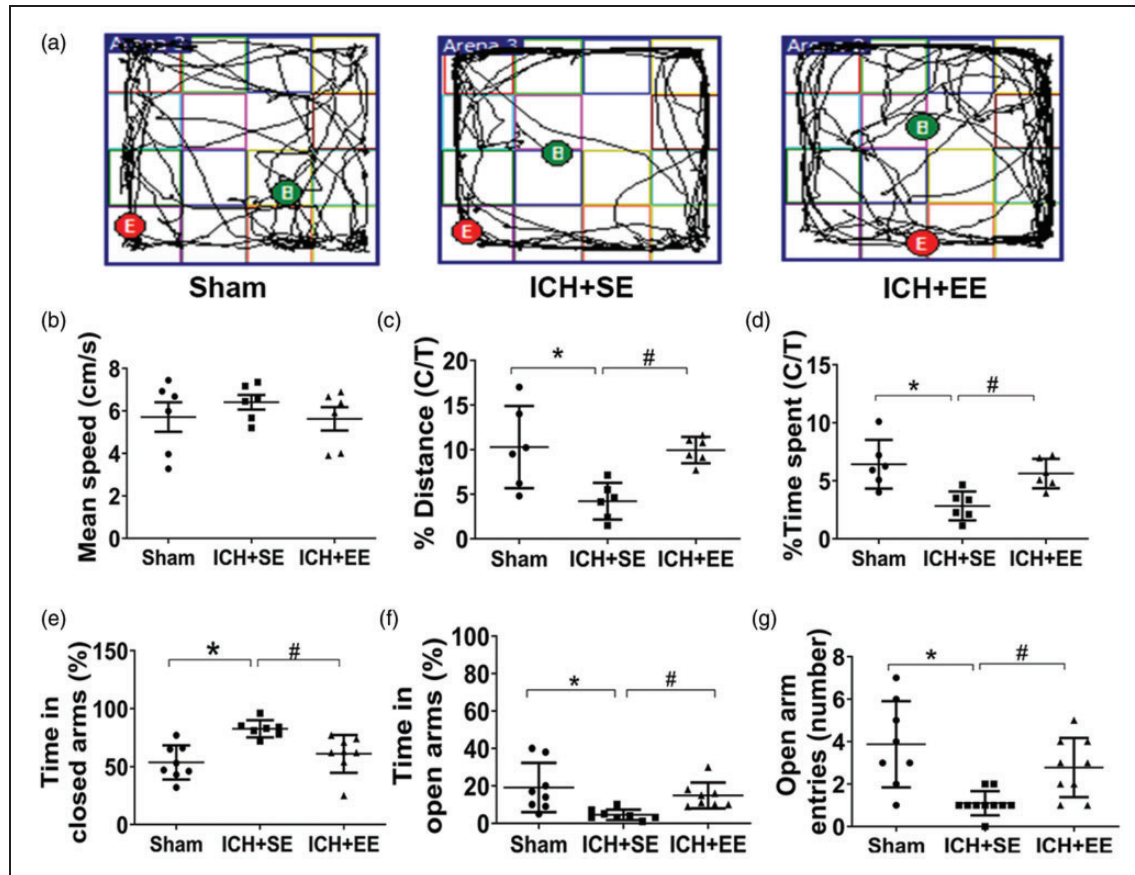 (a)
Arena 3
B
E
Sham
B
E
ICH+SE
B
E
ICH+EE
(b)
Mean speed (cm/s)
8
6
4
2
0
Sham
ICH+SE
ICH+EE
(c)
% Distance (C/T)
20
15
10
5
0
*
#
Sham
ICH+SE
ICH+EE
(d)
%Time spent (C/T)
15
10
5
0
*
#
Sham
ICH+SE
ICH+EE
(e)
Time in
closed arms (%)
150
100
50
0
*
#
Sham
ICH+SE
ICH+EE
(f)
Time in
open arms (%)
100
80
60
40
20
0
*
#
Sham
ICH+SE
ICH+EE
(g)
Open arm
entries (number)
8
6
4
2
0
*
#
Sham
ICH+SE
ICH+EE